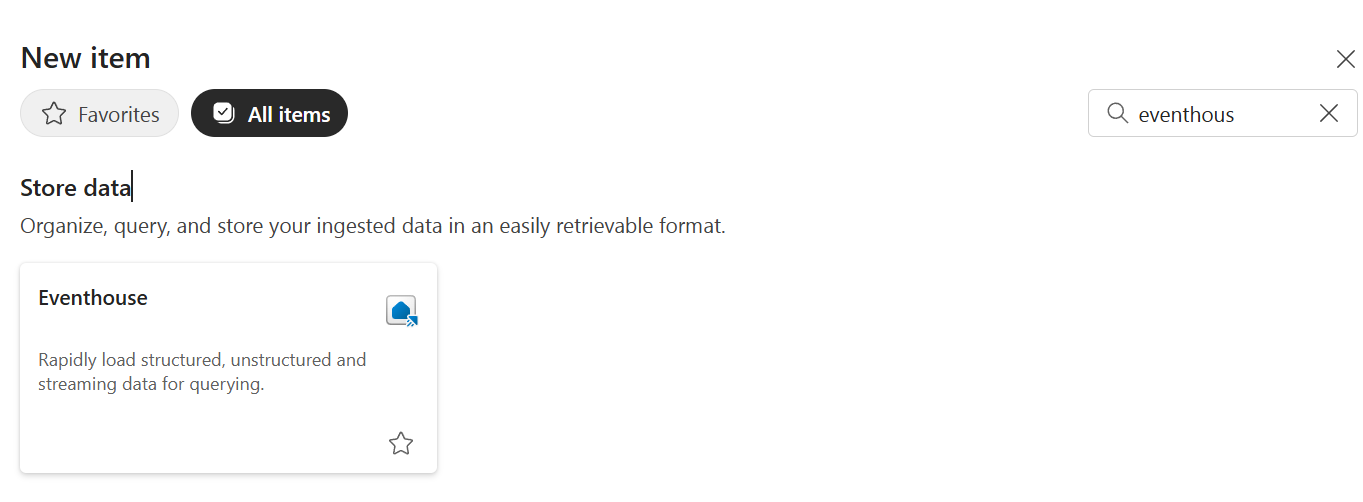 New item
Favorites
All items
eventhous
Store data
Organize, query, and store your ingested data in an easily retrievable format.
Eventhouse
Rapidly load structured, unstructured and
streaming data for querying.